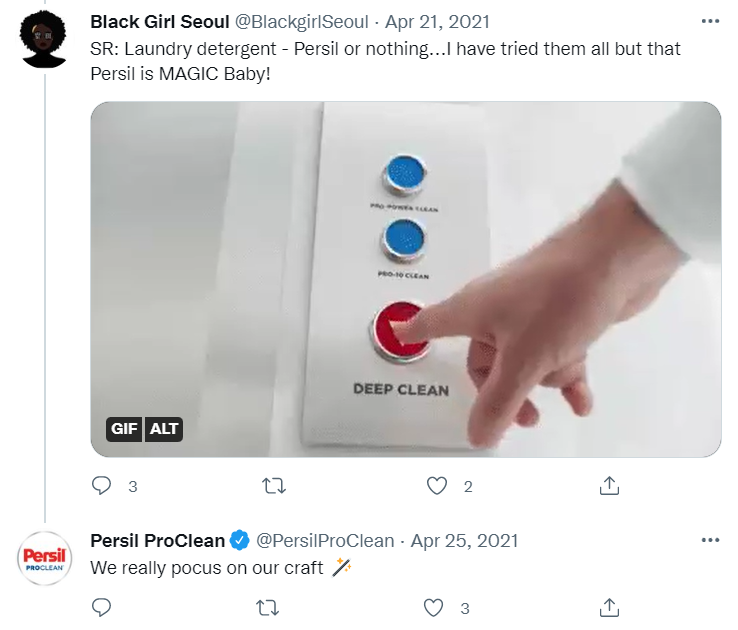 Black Girl Seoul @BlackgirlSeoul · Apr 21, 2021
SR: Laundry detergent - Persil or nothing...I have tried them all but that
Persil is MAGIC Baby!
PRO-POWER CLEAN
PRO-10 CLEAN
DEEP CLEAN
GIF ALT
3
2
Persil ProClean @PersilProClean · Apr 25, 2021
Persil
PROCLEAN
We really pocus on our craft
3